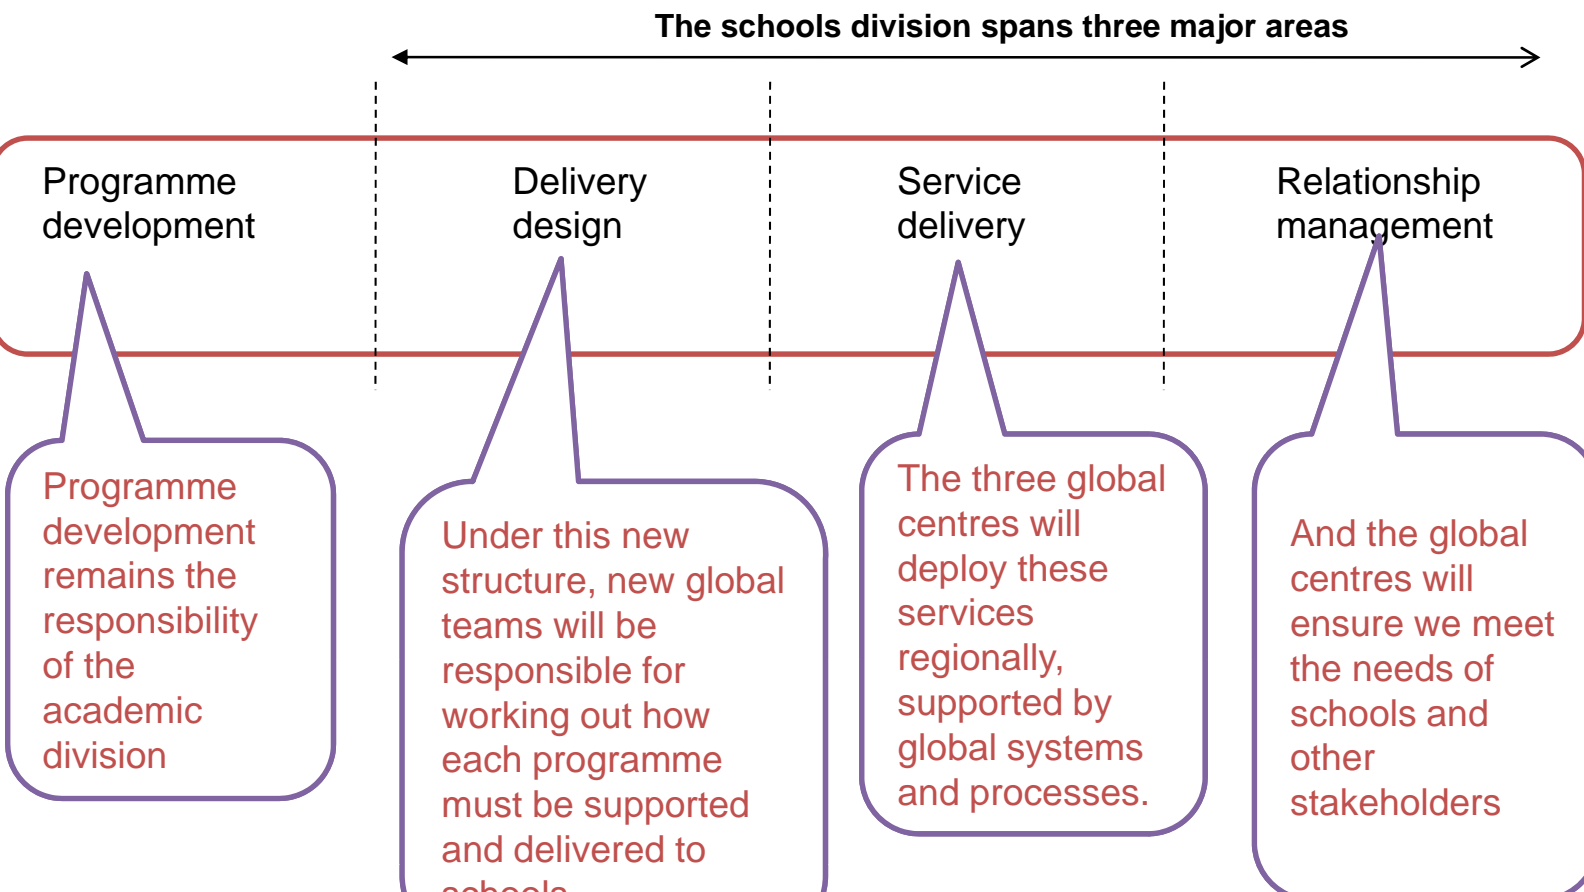 The schools division spans three major areas
Programme
development
Delivery
design
Service
delivery
Relationship
management
Programme
development
remains the
responsibility
of the
academic
division
Under this new
structure, new global
teams will be
responsible for
working out how
each programme
must be supported
and delivered to
schools
The three global
centres will
deploy these
services
regionally,
supported by
global systems
and processes.
And the global
centres will
ensure we meet
the needs of
schools and
other
stakeholders